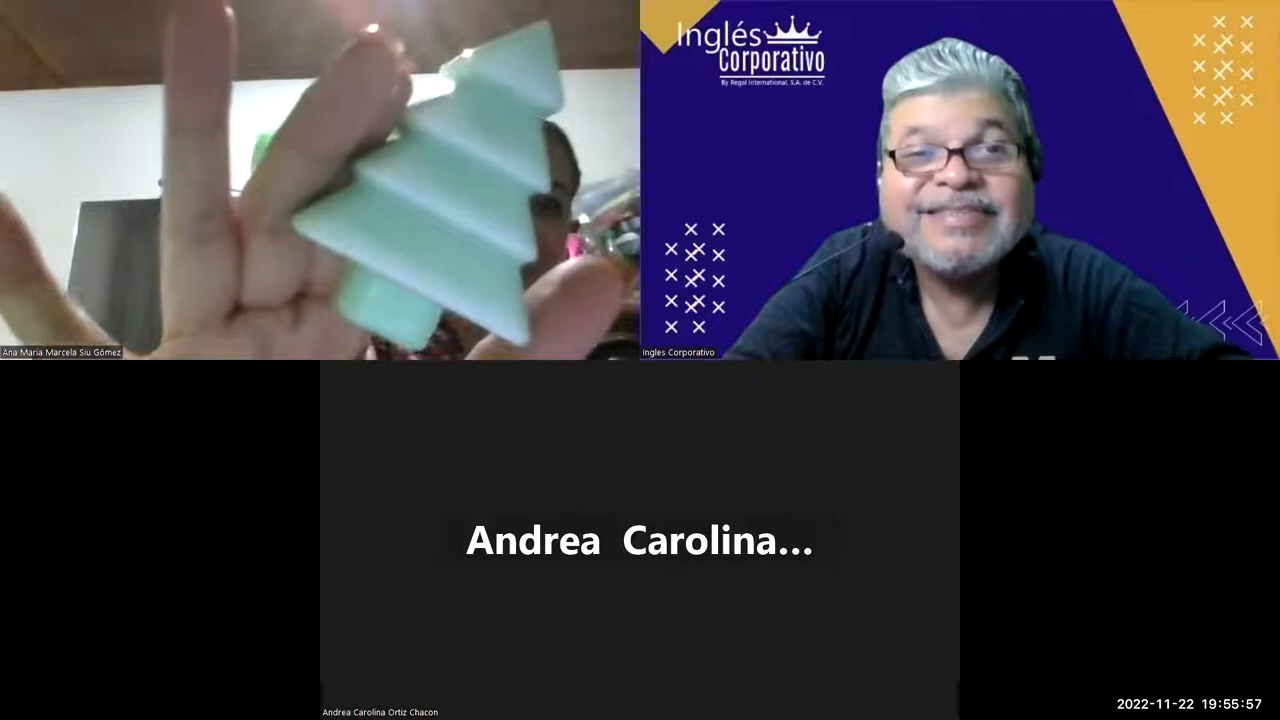 Inglés
Corporativo
By Regal International, S.A. de C.V.
Ana Maria Marcela Siu Gómez
Ingles Corporativo
Andrea Carolina...
Andrea Carolina Ortiz Chacon
2022-11-22 19:55:57